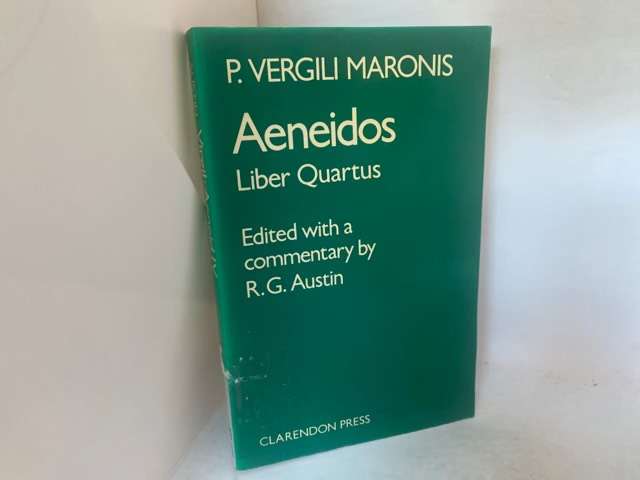 P. VERGILI MARONIS
Aeneidos
Liber Quartus
Edited with a
commentary by
R. G. Austin
CLARENDON PRESS